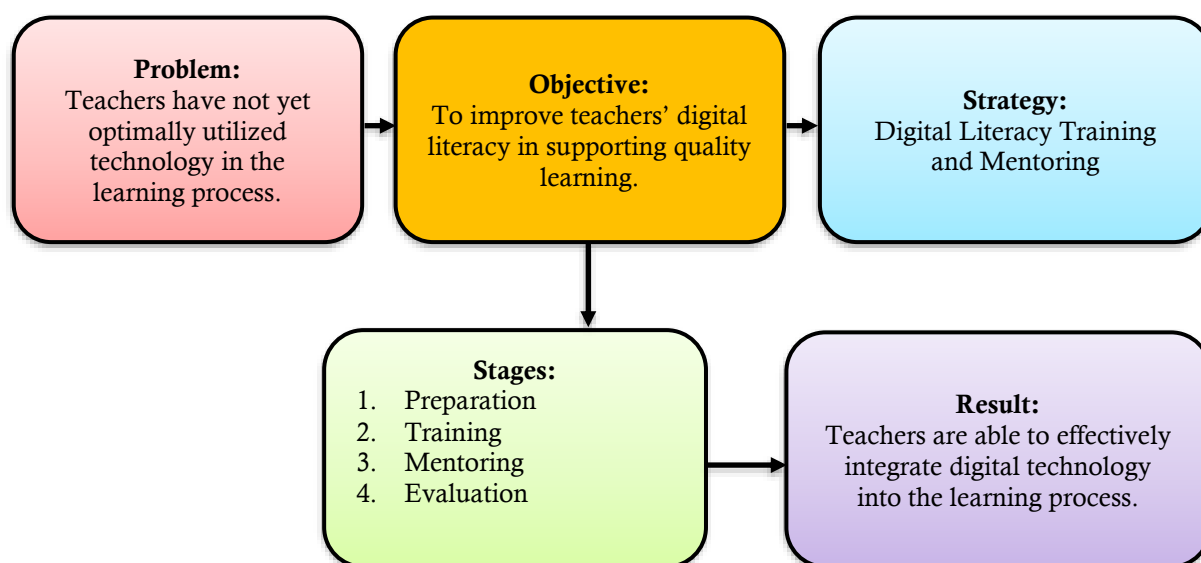 Problem:
Teachers have not yet
optimally utilized
technology in the
learning process.
Objective:
To improve teachers’ digital
literacy in supporting quality
learning.
Strategy:
Digital Literacy Training
and Mentoring
Stages:
1. Preparation
2. Training
3. Mentoring
4. Evaluation
Result:
Teachers are able to effectively
integrate digital technology
into the learning process.